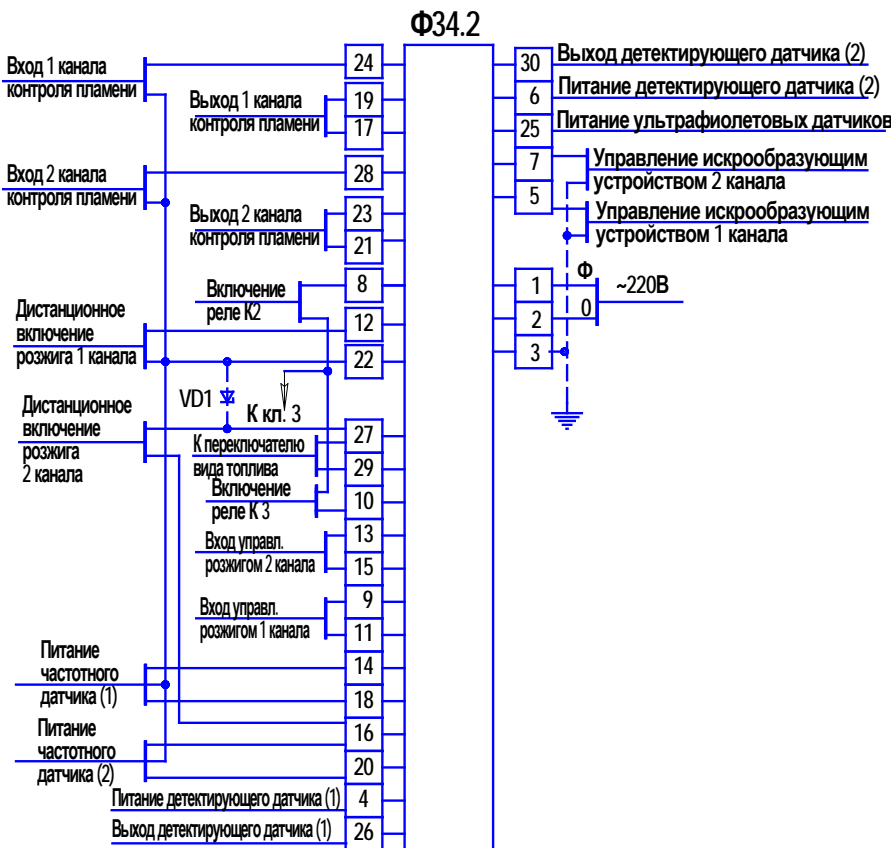 Ф34.2
Вход 1 канала
контроля пламени
24
Выход 1 канала
контроля пламени
19
17
Вход 2 канала
контроля пламени
28
Выход 2 канала
контроля пламени
23
21
Включение
реле К2
8
Дистанционное
включение
розжига 1 канала
12
22
VD1
К кл. 3
Дистанционное
включение
розжига
2 канала
27
К переключателю
вида топлива
29
Включение
реле К 3
10
Вход управл.
розжигом 2 канала
13
15
Вход управл.
розжигом 1 канала
9
11
Питание
частотного
датчика (1)
14
18
Питание
частотного
датчика (2)
16
20
Питание детектирующего датчика (1)
4
Выход детектирующего датчика (1)
26
30
Выход детектирующего датчика (2)
6
Питание детектирующего датчика (2)
25
Питание ультрафиолетовых датчиков
7
Управление искрообразующим
устройством 2 канала
5
Управление искрообразующим
устройством 1 канала
1
Ф
~220В
2
0
3